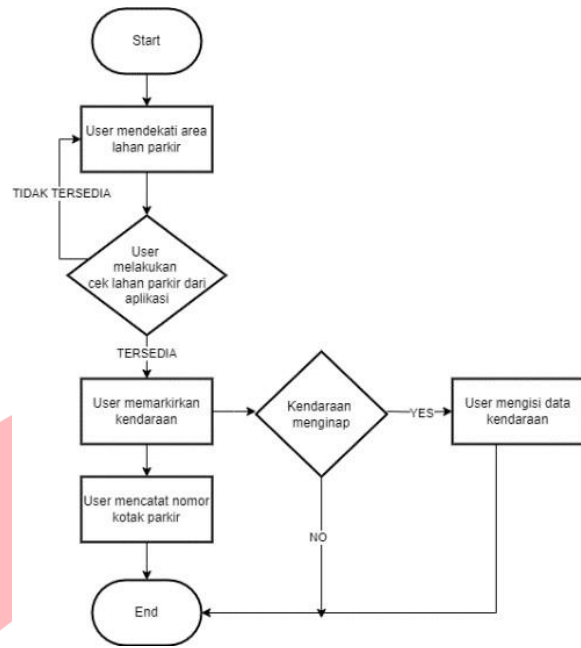 Start
User mendekati area
lahan parkir
TIDAK TERSEDIA
User
melakukan
cek lahan parkir dari
aplikasi
TERSEDIA
User memarkirkan
kendaraan
Kendaraan
menginap
YES
User mengisi data
kendaraan
User mencatat nomor
kotak parkir
NO
End